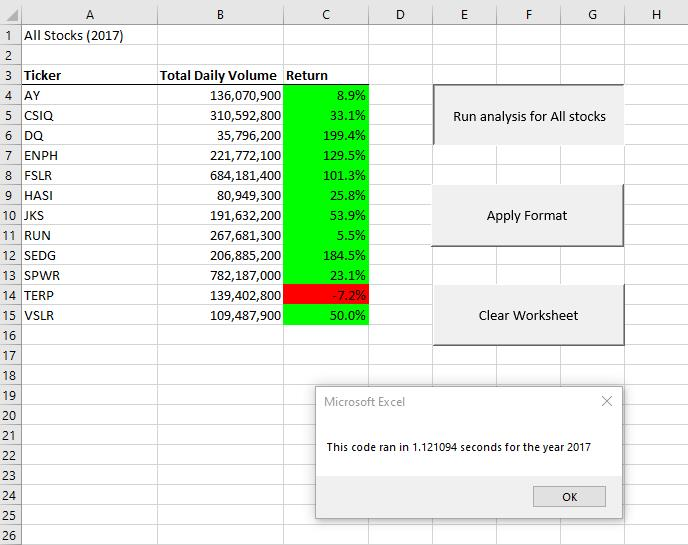 A B C D E F G H
1 All Stocks (2017)
2
3 Ticker Total Daily Volume Return
4 AY 136,070,900 8.9%
5 CSIQ 310,592,800 33.1% Run analysis for All stocks
6 DQ 35,796,200 199.4%
7 ENPH 221,772,100 129.5%
8 FSLR 684,181,400 101.3%
9 HASI 80,949,300 25.8%
10 JKS 191,632,200 53.9% Apply Format
11 RUN 267,681,300 5.5%
12 SEDG 206,885,200 184.5%
13 SPWR 782,187,000 23.1%
14 TERP 139,402,800 -7.2%
15 VSLR 109,487,900 50.0% Clear Worksheet
16
17
18
19 Microsoft Excel
20
21
22 This code ran in 1.121094 seconds for the year 2017
23
24 OK
25
26